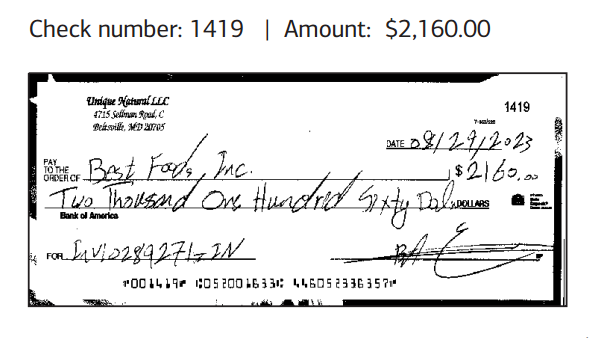 Check number: 1419 | Amount: $2,160.00
Unique Natural LLC
4715 Sellman Road, C
Beltsville, MD 20705
1419
DATE 08/29/2023
PAY TO THE ORDER OF Best Foods, Inc. $2160.00
Two Thousand One Hundred Sixty Dol DOLLARS
Bank of America
FOR Inv:0289271-IN
⑈001419⑈ ⑆052001633⑆ 446052336357⑈